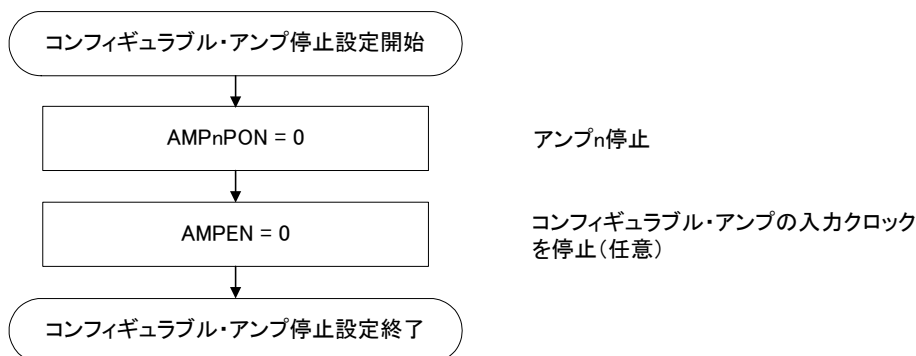 コンフィギュラブル・アンプ停止設定開始
AMPnPON = 0
アンプn停止
AMPEN = 0
コンフィギュラブル・アンプの入力クロック
を停止(任意)
コンフィギュラブル・アンプ停止設定終了